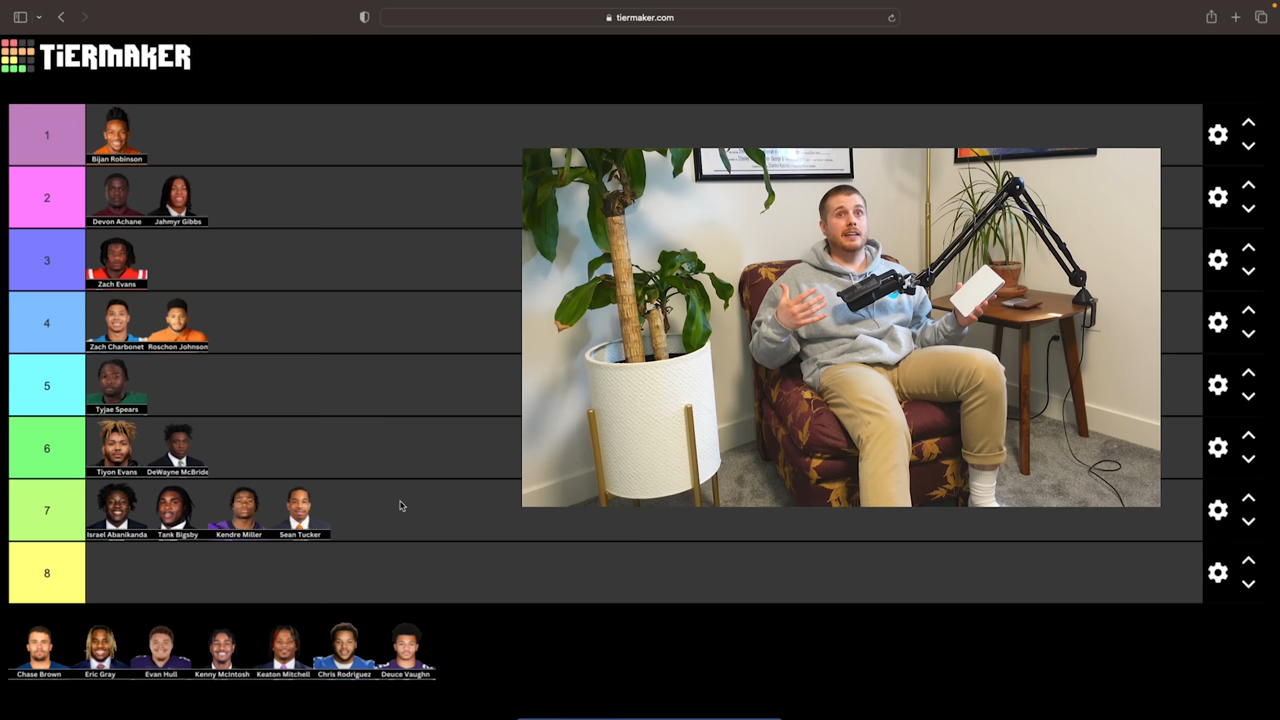 tiermaker.com
TiERMAKER
1
Bijan Robinson
2
Devon Achane
Jahmyr Gibbs
3
Zach Evans
4
Zach Charbonet
Roschon Johnson
5
Tyjae Spears
6
Tiyon Evans
DeWayne McBride
7
Israel Abanikanda
Tank Bigsby
Kendre Miller
Sean Tucker
8
Chase Brown
Eric Gray
Evan Hull
Kenny McIntosh
Keaton Mitchell
Chris Rodriguez
Deuce Vaughn